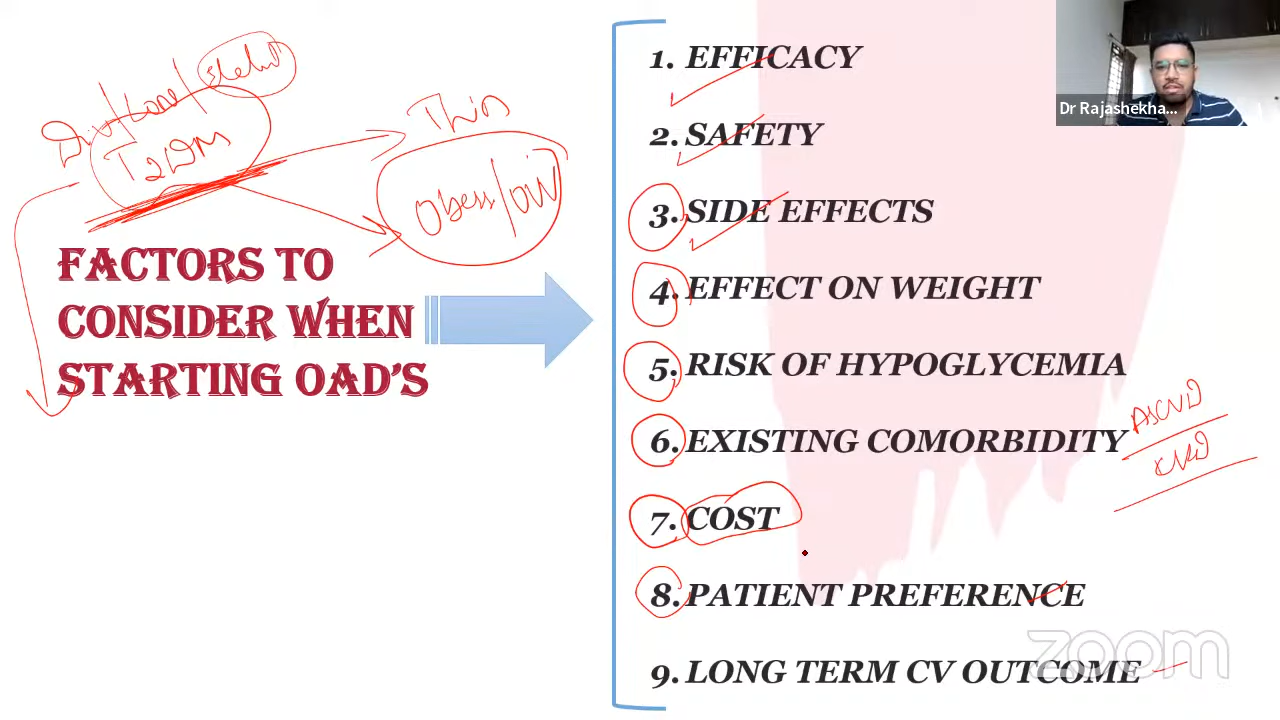 Dr Rajashekha...
T2DM
Thin
Obese/OW
FACTORS TO
CONSIDER WHEN
STARTING OAD'S
1. EFFICACY
2. SAFETY
3. SIDE EFFECTS
4. EFFECT ON WEIGHT
5. RISK OF HYPOGLYCEMIA
6. EXISTING COMORBIDITY
ASCVD
CKD
7. COST
8. PATIENT PREFERENCE
9. LONG TERM CV OUTCOME
zoom